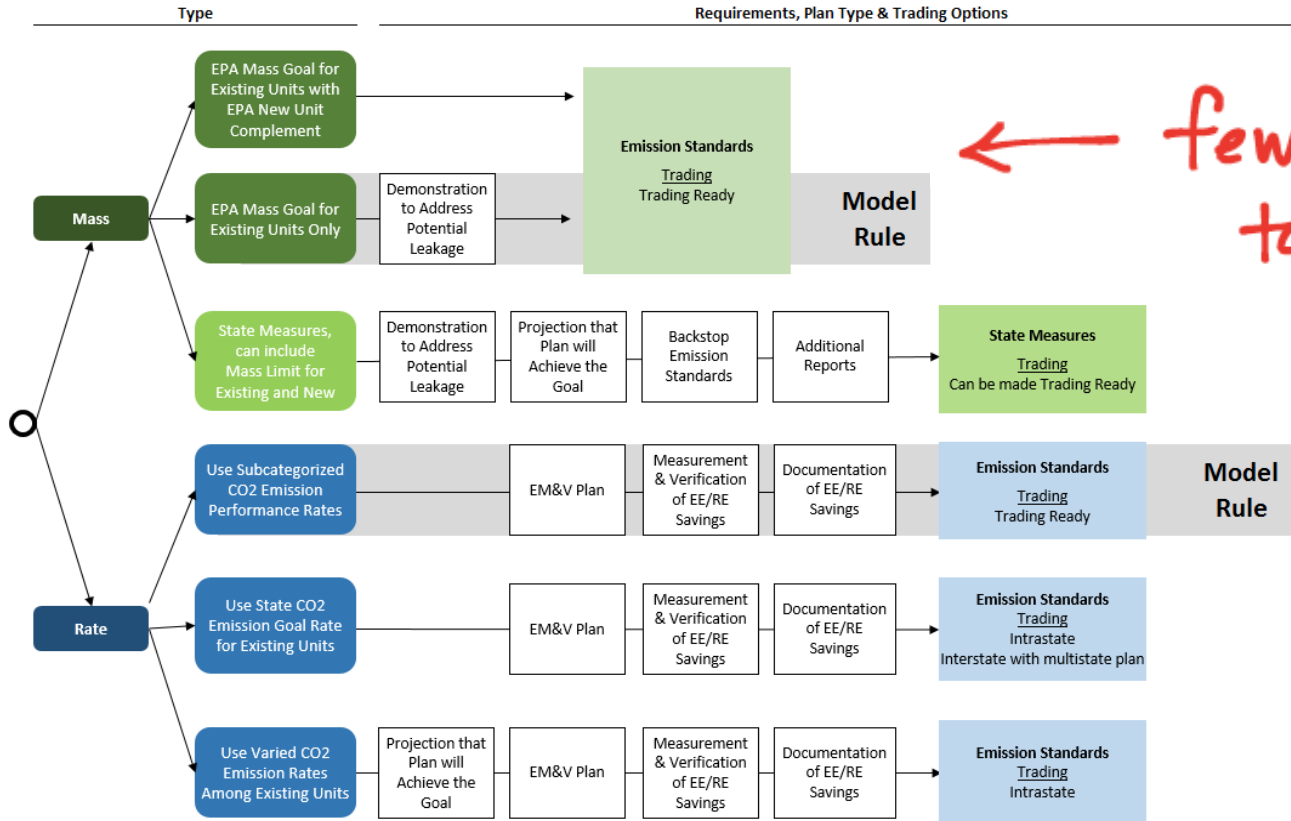 Type
Requirements, Plan Type & Trading Options
EPA Mass Goal for
Existing Units with
EPA New Unit
Complement
Emission Standards
Trading
Trading Ready
few
to
Mass
EPA Mass Goal for
Existing Units Only
Demonstration
to Address
Potential
Leakage
Model
Rule
State Measures,
can include
Mass Limit for
Existing and New
Demonstration
to Address
Potential
Leakage
Projection that
Plan will
Achieve the
Goal
Backstop
Emission
Standards
Additional
Reports
State Measures
Trading
Can be made Trading Ready
Use Subcategorized
CO2 Emission
Performance Rates
EM&V Plan
Measurement
& Verification
of EE/RE
Savings
Documentation
of EE/RE
Savings
Emission Standards
Trading
Trading Ready
Model
Rule
Rate
Use State CO2
Emission Goal Rate
for Existing Units
EM&V Plan
Measurement
& Verification
of EE/RE
Savings
Documentation
of EE/RE
Savings
Emission Standards
Trading
Intrastate
Interstate with multistate plan
Use Varied CO2
Emission Rates
Among Existing Units
Projection that
Plan will
Achieve the
Goal
EM&V Plan
Measurement
& Verification
of EE/RE
Savings
Documentation
of EE/RE
Savings
Emission Standards
Trading
Intrastate